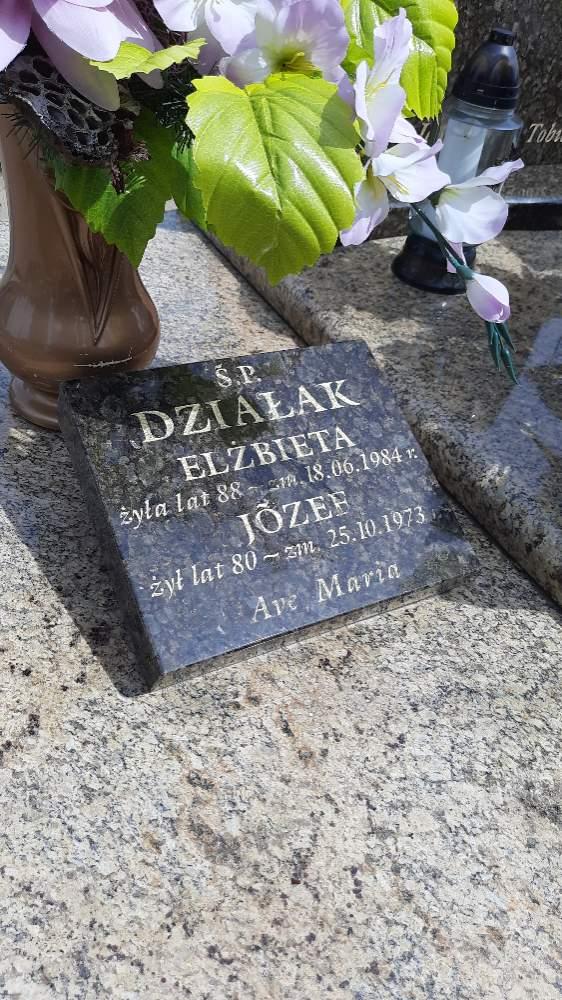 Ś.P.
DZIAŁAK
ELŻBIETA
żyła lat 88 ~ zm. 18.06.1984 r.
JÓZEF
żył lat 80 ~ zm. 25.10.1973
Ave Maria